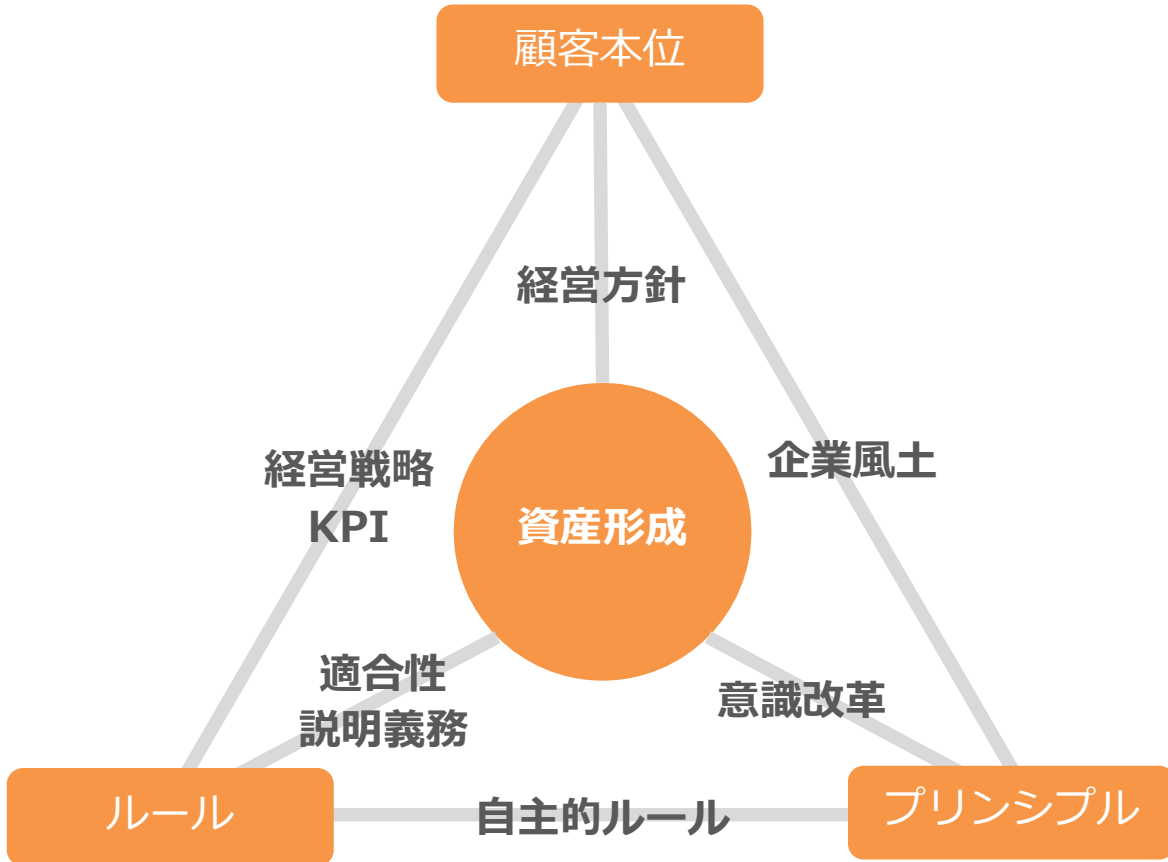 顧客本位
経営方針
経営戦略
KPI
企業風土
資産形成
適合性
説明義務
意識改革
ルール
自主的ルール
プリンシプル